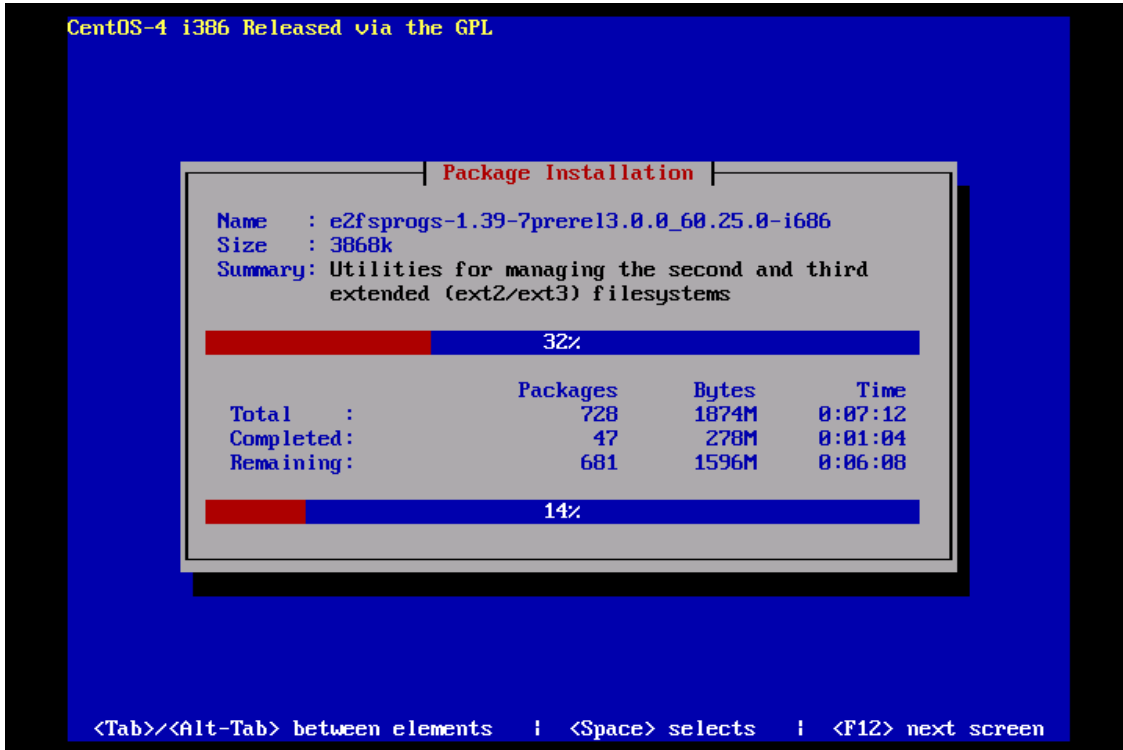 CentOS-4 i386 Released via the GPL
Package Installation
Name : e2fsprogs-1.39-7prerel3.0.0_60.25.0-i686
Size : 3868k
Summary: Utilities for managing the second and third
extended (ext2/ext3) filesystems
32%
Packages Bytes Time
Total : 728 1874M 0:07:12
Completed: 47 278M 0:01:04
Remaining: 681 1596M 0:06:08
14%
<Tab>/<Alt-Tab> between elements | <Space> selects | <F12> next screen